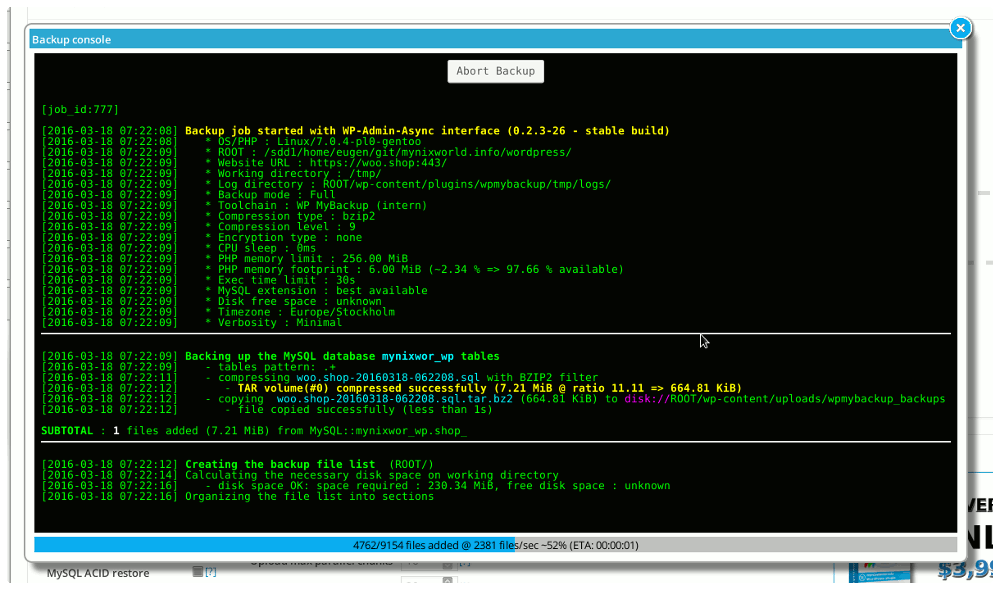 Backup console
Abort Backup
[job_id:777]
[2016-03-18 07:22:08] Backup job started with WP-Admin-Async interface (0.2.3-26 - stable build)
[2016-03-18 07:22:08] * OS/PHP : Linux/7.0.4-pl0-gentoo
[2016-03-18 07:22:09] * ROOT : /sdd1/home/eugen/git/mynixworld.info/wordpress/
[2016-03-18 07:22:09] * Website URL : https://woo.shop:443/
[2016-03-18 07:22:09] * Working directory : /tmp/
[2016-03-18 07:22:09] * Log directory : ROOT/wp-content/plugins/wpmybackup/tmp/logs/
[2016-03-18 07:22:09] * Backup mode : Full
[2016-03-18 07:22:09] * Toolchain : WP MyBackup (intern)
[2016-03-18 07:22:09] * Compression type : bzip2
[2016-03-18 07:22:09] * Compression level : 9
[2016-03-18 07:22:09] * Encryption type : none
[2016-03-18 07:22:09] * CPU sleep : 0ms
[2016-03-18 07:22:09] * PHP memory limit : 256.00 MiB
[2016-03-18 07:22:09] * PHP memory footprint : 6.00 MiB (~2.34 % => 97.66 % available)
[2016-03-18 07:22:09] * Exec time limit : 30s
[2016-03-18 07:22:09] * MySQL extension : best available
[2016-03-18 07:22:09] * Disk free space : unknown
[2016-03-18 07:22:09] * Timezone : Europe/Stockholm
[2016-03-18 07:22:09] * Verbosity : Minimal
[2016-03-18 07:22:09] Backing up the MySQL database mynixwor_wp tables
[2016-03-18 07:22:09] - tables pattern: .+
[2016-03-18 07:22:11] - compressing woo.shop-20160318-062208.sql with BZIP2 filter
[2016-03-18 07:22:12] - TAR volume(#0) compressed successfully (7.21 MiB @ ratio 11.11 => 664.81 KiB)
[2016-03-18 07:22:12] - copying woo.shop-20160318-062208.sql.tar.bz2 (664.81 KiB) to disk://ROOT/wp-content/uploads/wpmybackup_backups
[2016-03-18 07:22:12] - file copied successfully (less than 1s)
SUBTOTAL : 1 files added (7.21 MiB) from MySQL::mynixwor_wp.shop_
[2016-03-18 07:22:12] Creating the backup file list (ROOT/)
[2016-03-18 07:22:14] Calculating the necessary disk space on working directory
[2016-03-18 07:22:16] - disk space OK: space required : 230.34 MiB, free disk space : unknown
[2016-03-18 07:22:16] Organizing the file list into sections
4762/9154 files added @ 2381 files/sec ~52% (ETA: 00:00:01)
MySQL ACID restore [?]
$3,9